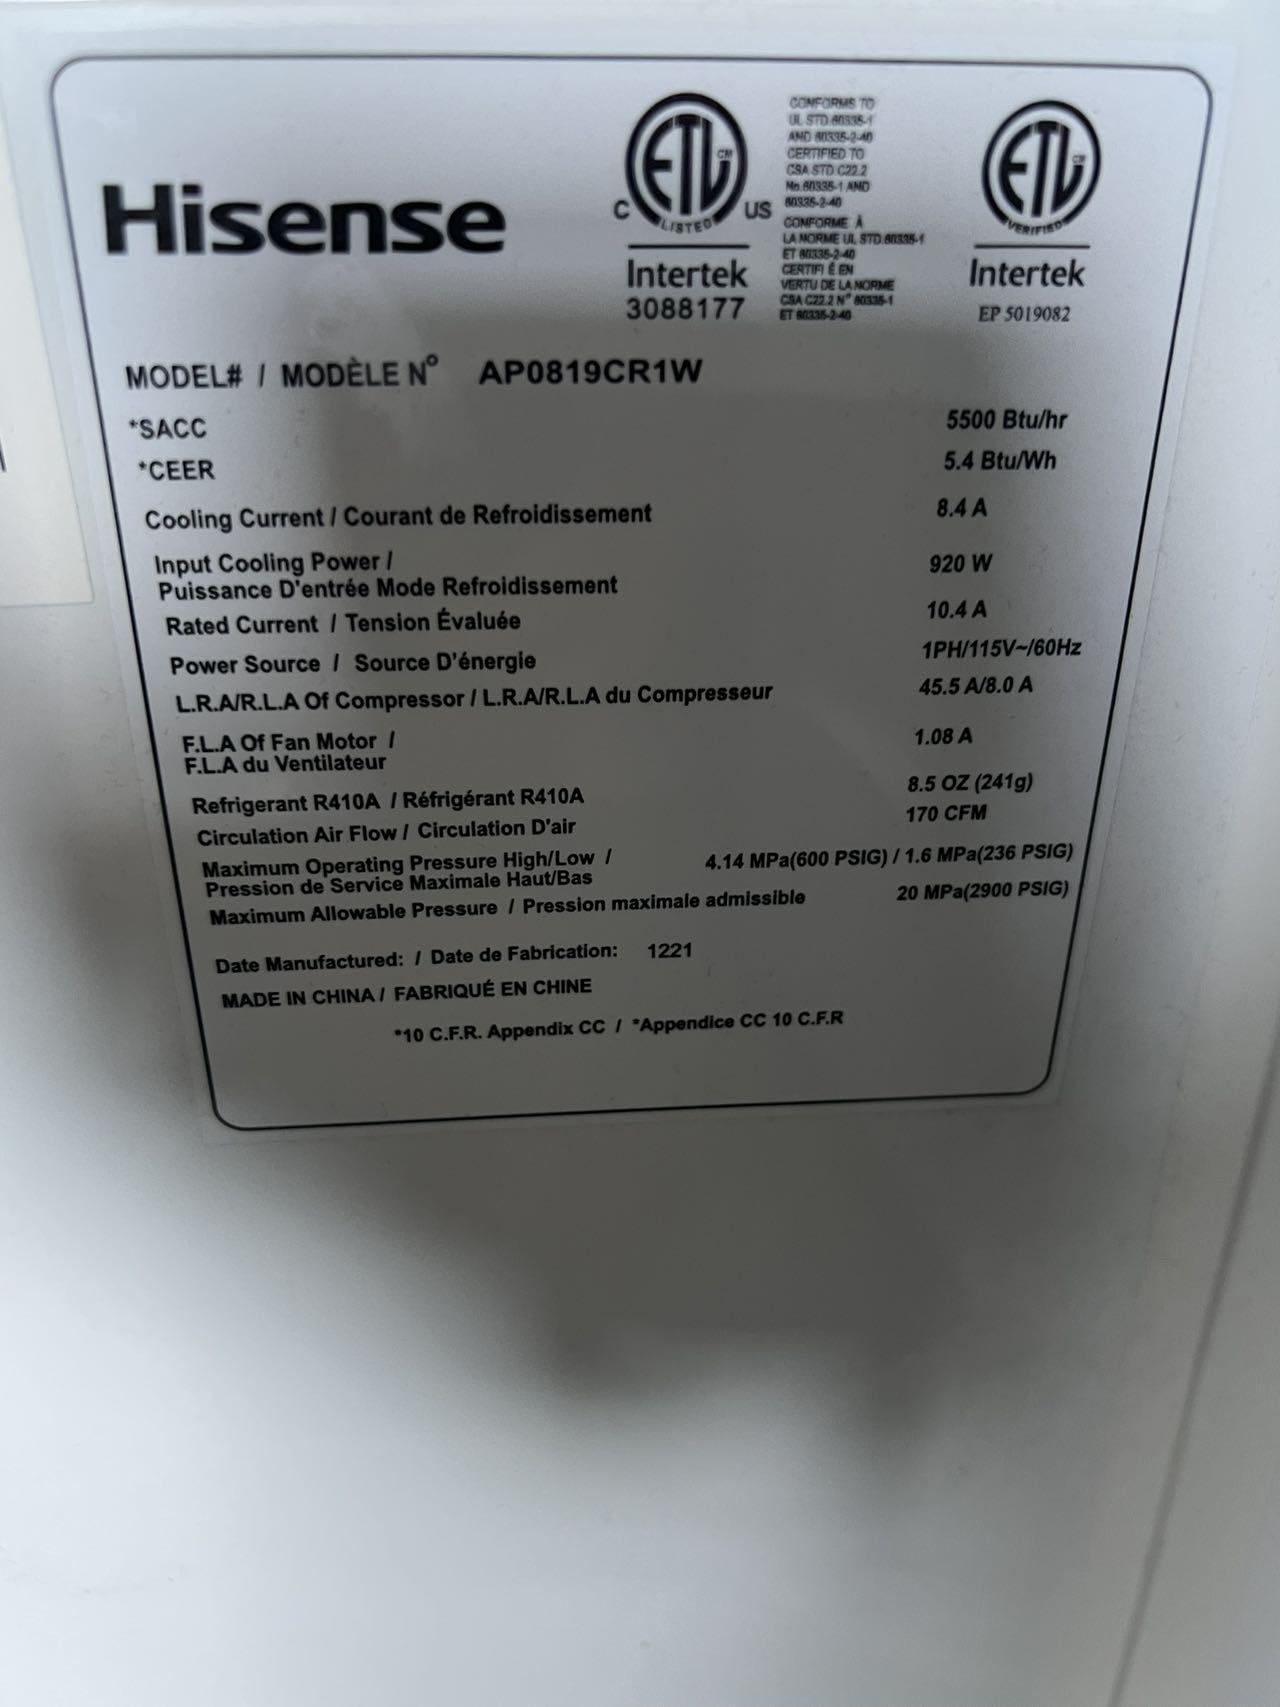 Hisense
ETL CM
LISTED
C US
Intertek
3088177
CONFORMS TO
UL STD.60335-1
AND 60335-2-40
CERTIFIED TO
CSA STD.C22.2
No.60335-1 AND
60335-2-40
CONFORME À
LA NORME UL STD.60335-1
ET 60335-2-40
CERTIFI É EN
VERTU DE LA NORME
CSA C22.2 N° 60335-1
ET 60335-2-40
ETL CM
VERIFIED
Intertek
EP 5019082
MODEL# / MODÈLE N° AP0819CR1W
*SACC 5500 Btu/hr
*CEER 5.4 Btu/Wh
Cooling Current / Courant de Refroidissement 8.4 A
Input Cooling Power /
Puissance D'entrée Mode Refroidissement 920 W
Rated Current / Tension Évaluée 10.4 A
Power Source / Source D'énergie 1PH/115V~/60Hz
L.R.A/R.L.A Of Compressor / L.R.A/R.L.A du Compresseur 45.5 A/8.0 A
F.L.A Of Fan Motor /
F.L.A du Ventilateur 1.08 A
Refrigerant R410A / Réfrigérant R410A 8.5 OZ (241g)
Circulation Air Flow / Circulation D'air 170 CFM
Maximum Operating Pressure High/Low /
Pression de Service Maximale Haut/Bas 4.14 MPa(600 PSIG) / 1.6 MPa(236 PSIG)
Maximum Allowable Pressure / Pression maximale admissible 20 MPa(2900 PSIG)
Date Manufactured: / Date de Fabrication: 1221
MADE IN CHINA / FABRIQUÉ EN CHINE
*10 C.F.R. Appendix CC / *Appendice CC 10 C.F.R